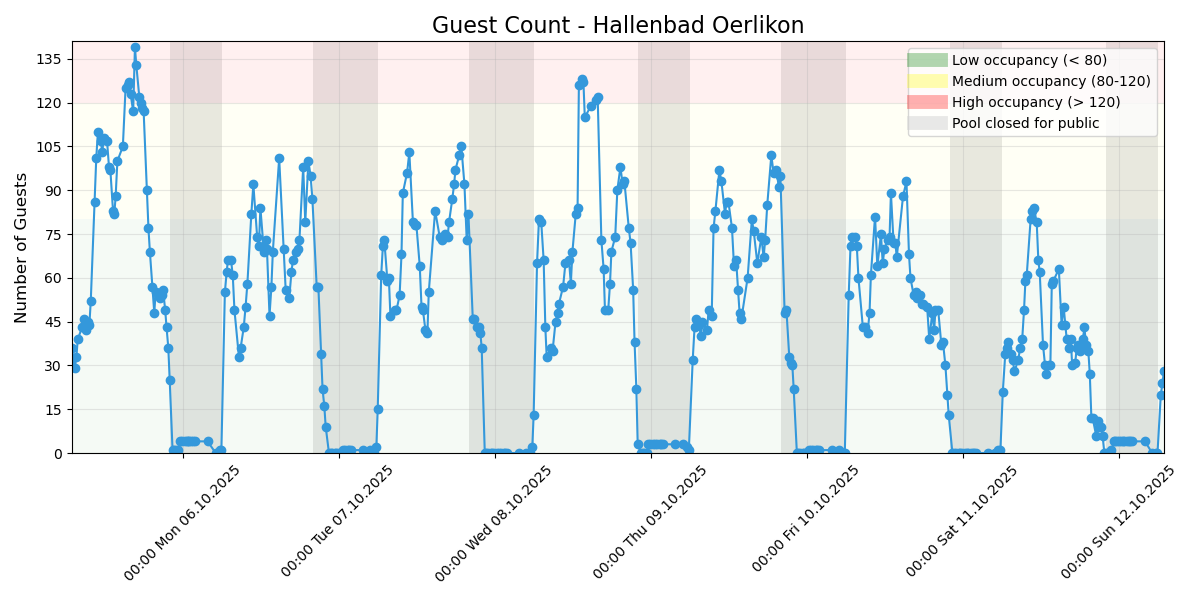 Guest Count - Hallenbad Oerlikon
Number of Guests
135
120
105
90
75
60
45
30
15
0
Low occupancy (< 80)
Medium occupancy (80-120)
High occupancy (> 120)
Pool closed for public
00:00 Mon 06.10.2025
00:00 Tue 07.10.2025
00:00 Wed 08.10.2025
00:00 Thu 09.10.2025
00:00 Fri 10.10.2025
00:00 Sat 11.10.2025
00:00 Sun 12.10.2025